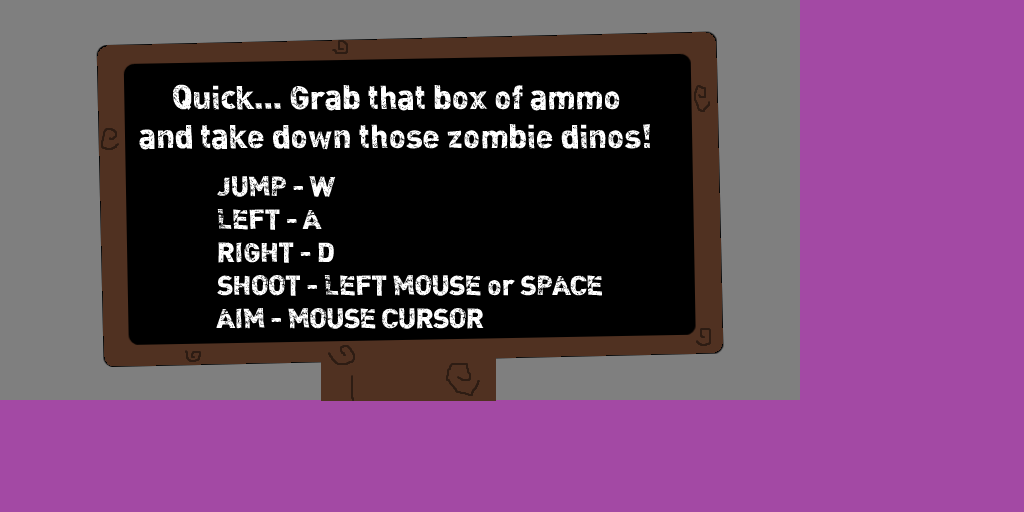 Quick... Grab that box of ammo
and take down those zombie dinos!
JUMP - W
LEFT - A
RIGHT - D
SHOOT - LEFT MOUSE or SPACE
AIM - MOUSE CURSOR